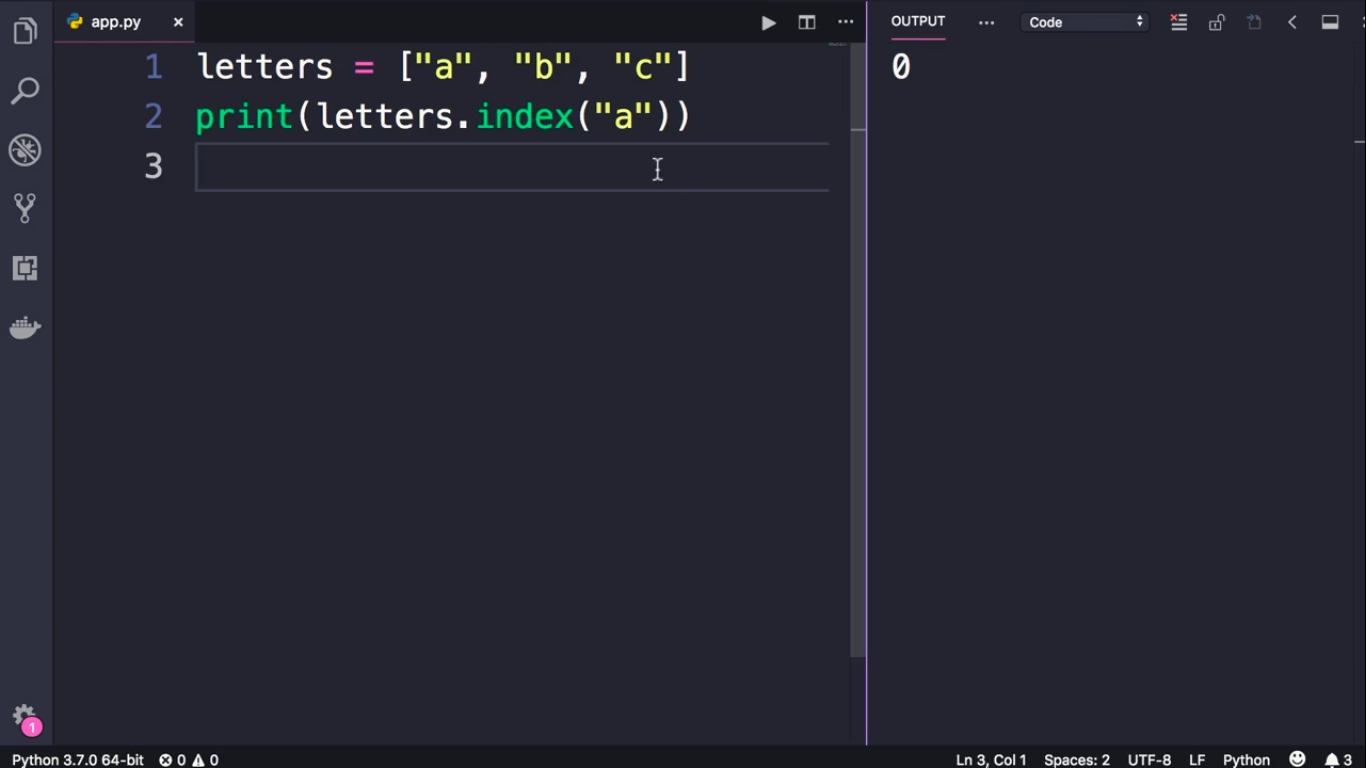 app.py
OUTPUT
Code
1 letters = ["a", "b", "c"]
2 print(letters.index("a"))
3
0
1
Python 3.7.0 64-bit 0 0 Ln 3, Col 1 Spaces: 2 UTF-8 LF Python 3